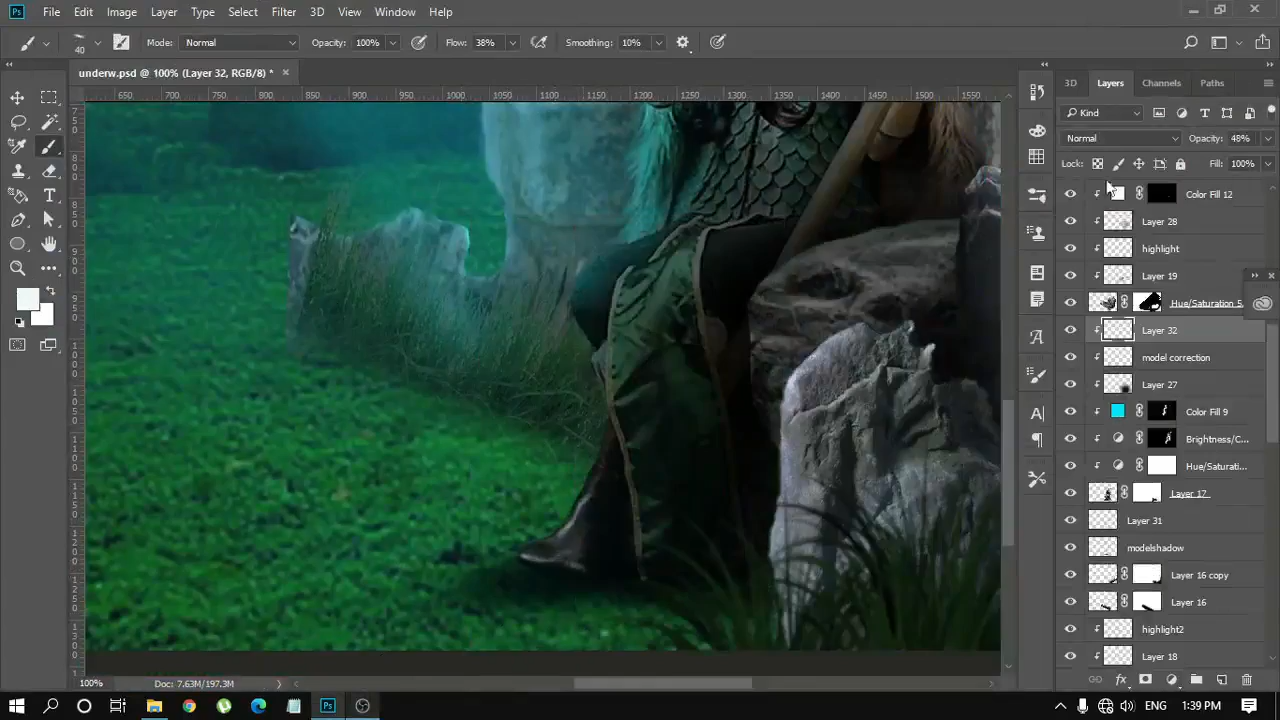 Ps File Edit Image Layer Type Select Filter 3D View Window Help
40 Mode: Normal Opacity: 100% Flow: 38% Smoothing: 10%
underw.psd @ 100% (Layer 32, RGB/8) *
650 700 750 800 850 900 950 1000 1050 1100 1150 1200 1250 1300 1350 1400 1450 1500 1550
3D Layers Channels Paths
Kind
Normal Opacity: 48%
Lock: Fill: 100%
Color Fill 12
Layer 28
highlight
Layer 19
Hue/Saturation 5
Layer 32
model correction
Layer 27
Color Fill 9
Brightness/C...
Hue/Saturati...
Layer 17
Layer 31
modelshadow
Layer 16 copy
Layer 16
highlight2
Layer 18
100% Doc: 7.63M/197.3M
ENG 1:39 PM